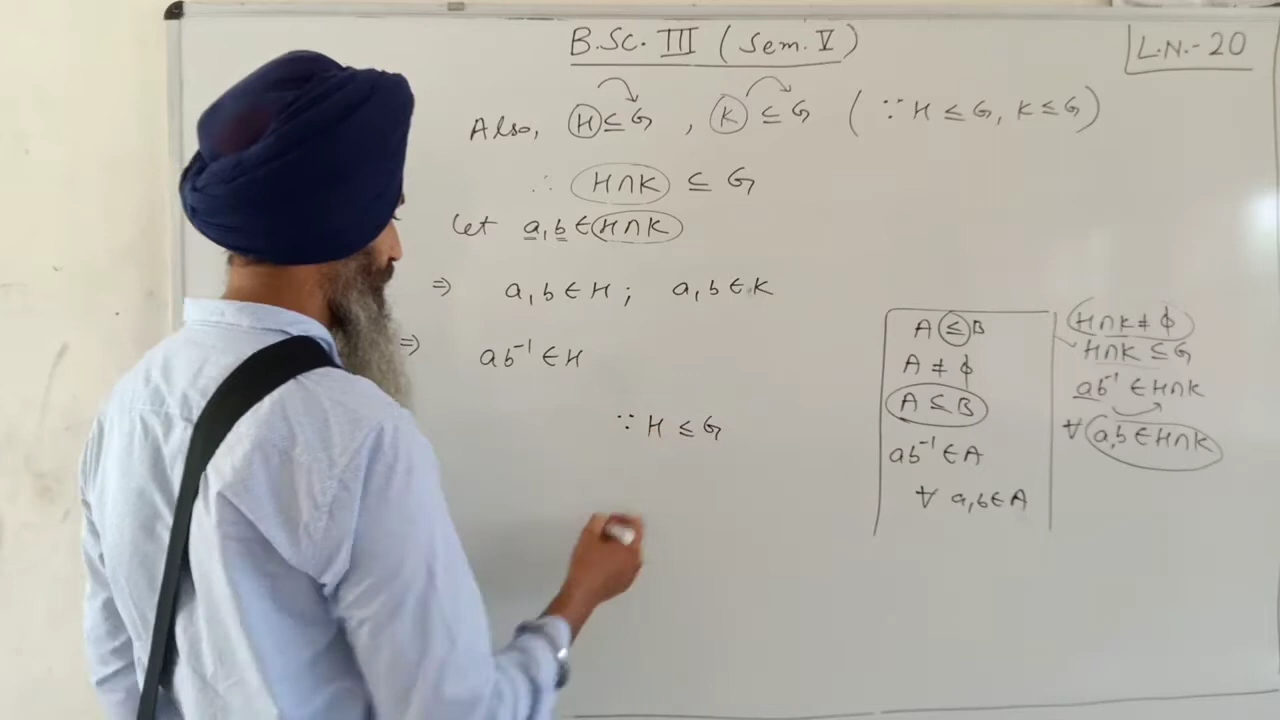 B.Sc. III (Sem. V)
L.N.-20
Also, H ⊆ G, K ⊆ G (∵ H ≤ G, K ≤ G)
∴ H∩K ⊆ G
Let a, b ∈ H∩K
⇒ a, b ∈ H ; a, b ∈ K
⇒ ab⁻¹ ∈ H
∵ H ≤ G
A ≤ B
A ≠ ϕ
A ⊆ B
ab⁻¹ ∈ A
∀ a, b ∈ A
H∩K ≠ ϕ
H∩K ⊆ G
ab⁻¹ ∈ H∩K
∀ a, b ∈ H∩K